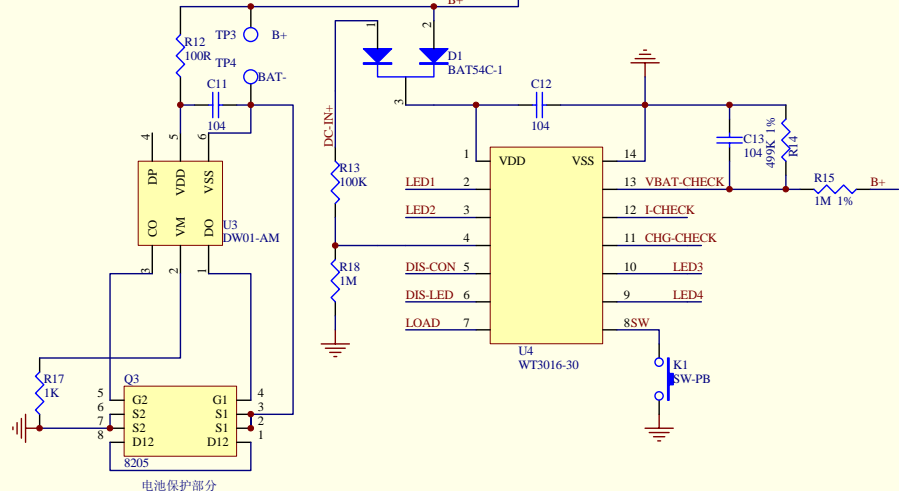 B+
R12
100R
TP3
B+
TP4
BAT-
C11
104
1
2
D1
BAT54C-1
3
DC-IN+
C12
104
R13
100K
R18
1M
C13
104
499K 1%
R14
R15
1M 1%
B+
4
5
6
DP
VDD
VSS
CO
VM
DO
U3
DW01-AM
3
2
1
1
VDD
VSS
14
LED1
2
13
VBAT-CHECK
LED2
3
12
I-CHECK
4
11
CHG-CHECK
DIS-CON
5
10
LED3
DIS-LED
6
9
LED4
LOAD
7
8
SW
U4
WT3016-30
K1
SW-PB
R17
1K
Q3
5
G2
G1
4
6
S2
S1
3
7
S2
S1
2
8
D12
D12
1
8205
电池保护部分